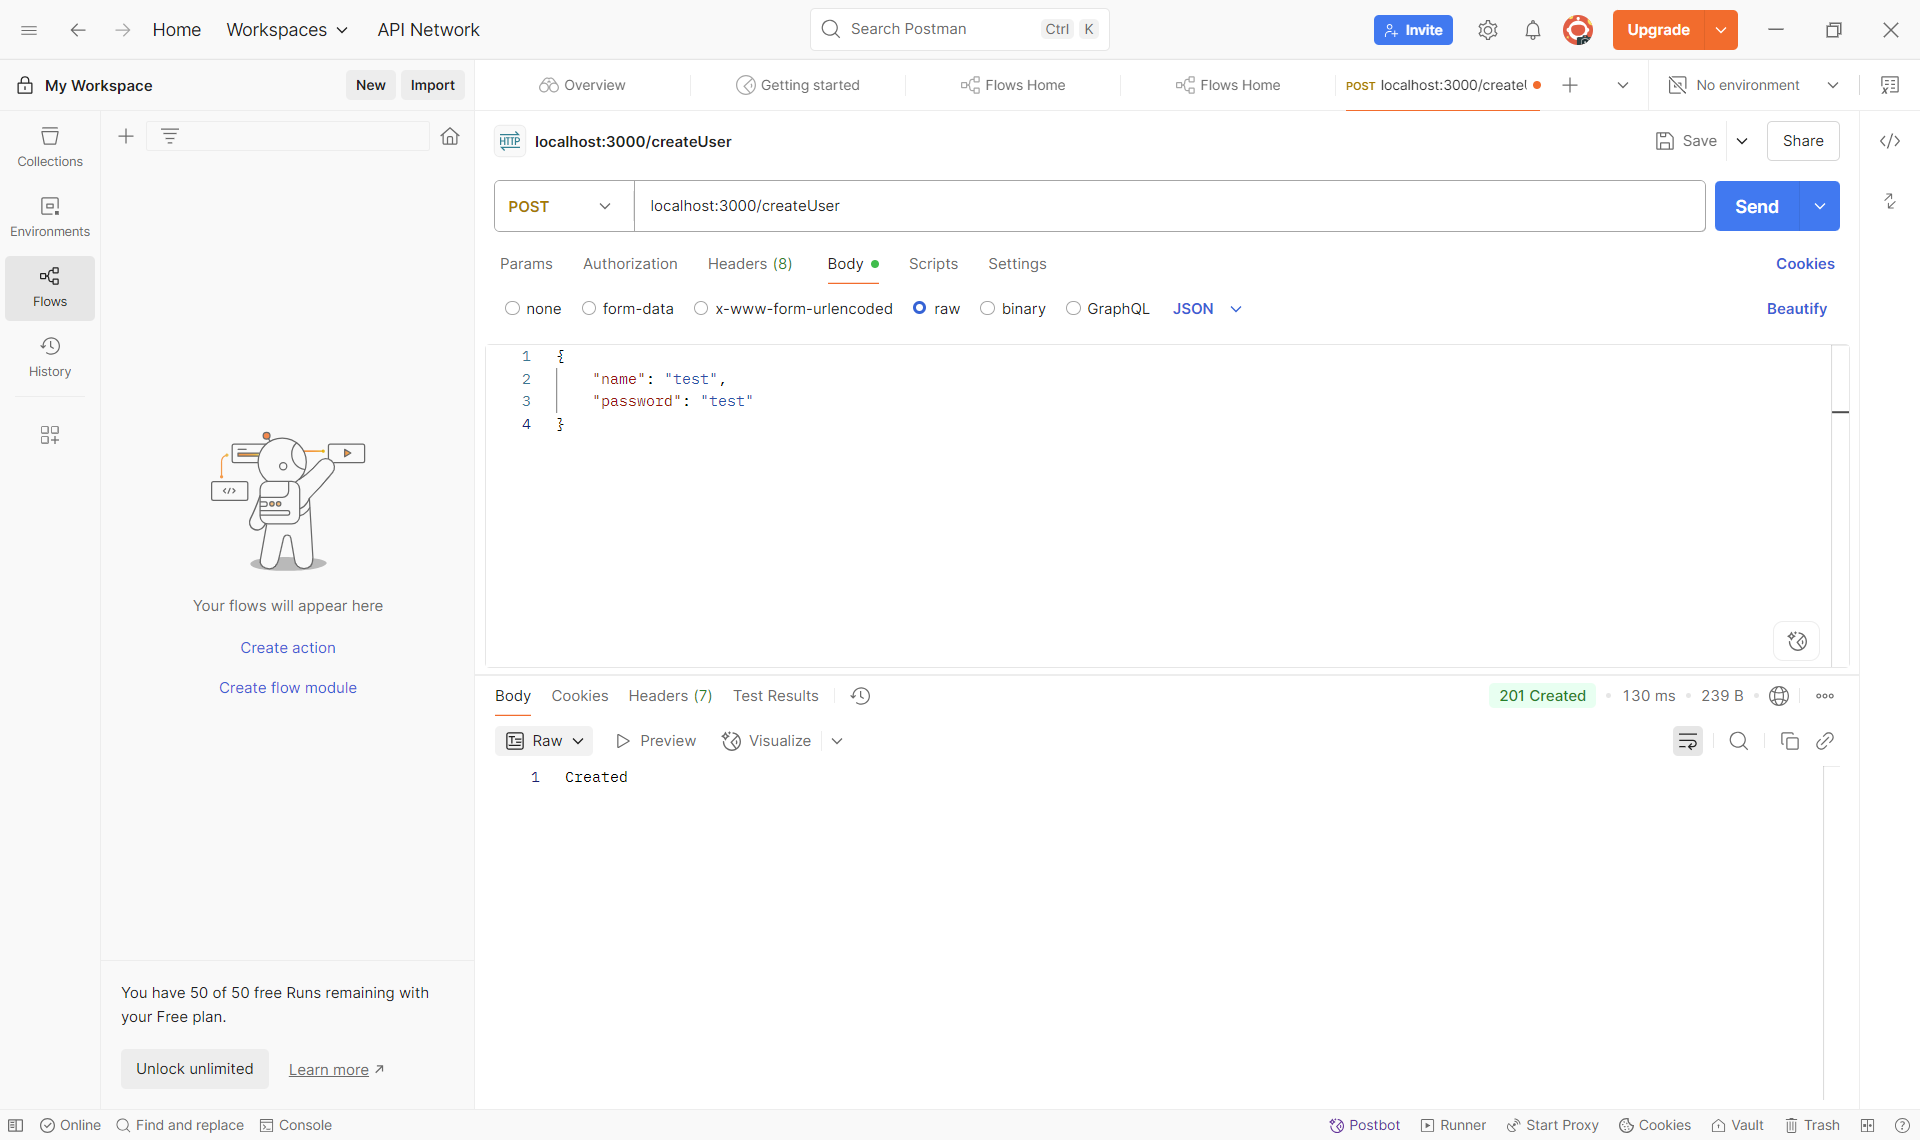 Home Workspaces API Network Search Postman Ctrl K Invite Upgrade
My Workspace New Import Overview Getting started Flows Home Flows Home POST localhost:3000/create No environment
Collections
Environments
Flows
History
Your flows will appear here
Create action
Create flow module
You have 50 of 50 free Runs remaining with
your Free plan.
Unlock unlimited Learn more ↗
HTTP localhost:3000/createUser Save Share
POST localhost:3000/createUser Send
Params Authorization Headers (8) Body Scripts Settings Cookies
none form-data x-www-form-urlencoded raw binary GraphQL JSON Beautify
1 {
2 "name": "test",
3 "password": "test"
4 }
Body Cookies Headers (7) Test Results 201 Created • 130 ms • 239 B •
Raw Preview Visualize
1 Created
Online Find and replace Console Postbot Runner Start Proxy Cookies Vault Trash